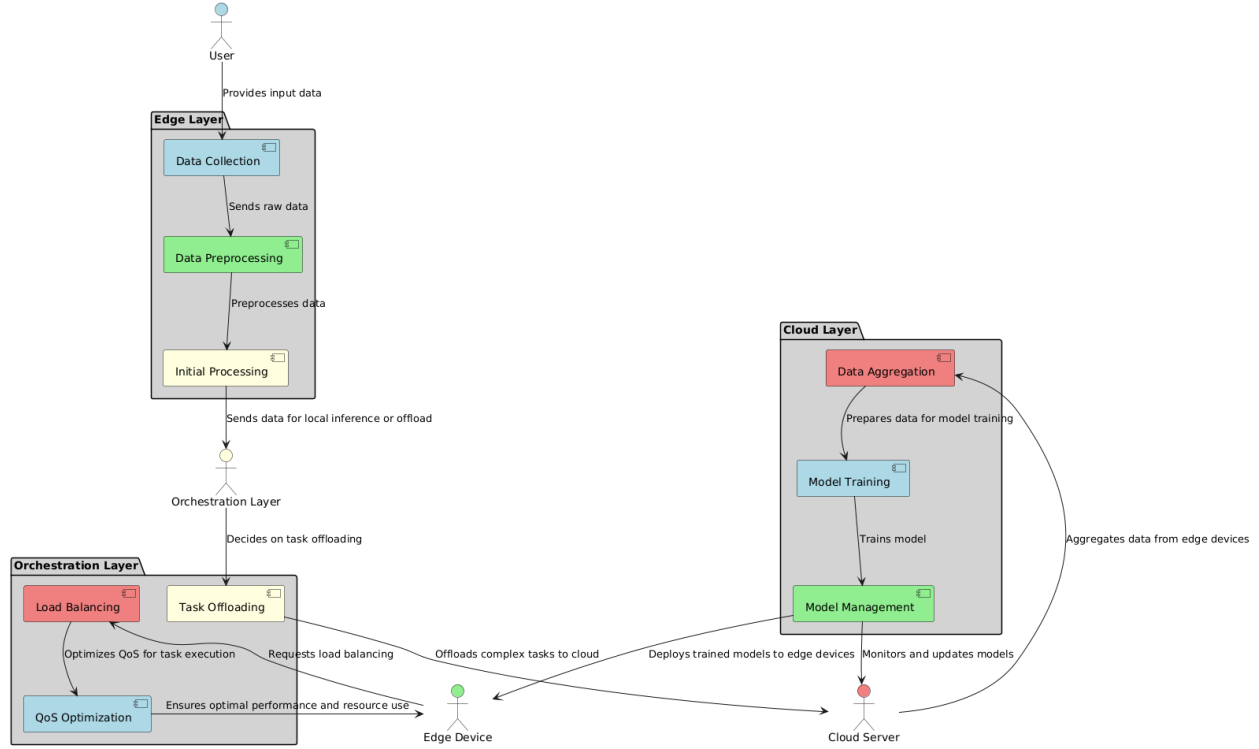 User
Provides input data
Edge Layer
Data Collection
Sends raw data
Data Preprocessing
Preprocesses data
Initial Processing
Sends data for local inference or offload
Orchestration Layer
Decides on task offloading
Orchestration Layer
Load Balancing
Task Offloading
Optimizes QoS for task execution
Requests load balancing
QoS Optimization
Ensures optimal performance and resource use
Edge Device
Offloads complex tasks to cloud
Cloud Layer
Data Aggregation
Prepares data for model training
Model Training
Trains model
Model Management
Deploys trained models to edge devices
Monitors and updates models
Cloud Server
Aggregates data from edge devices